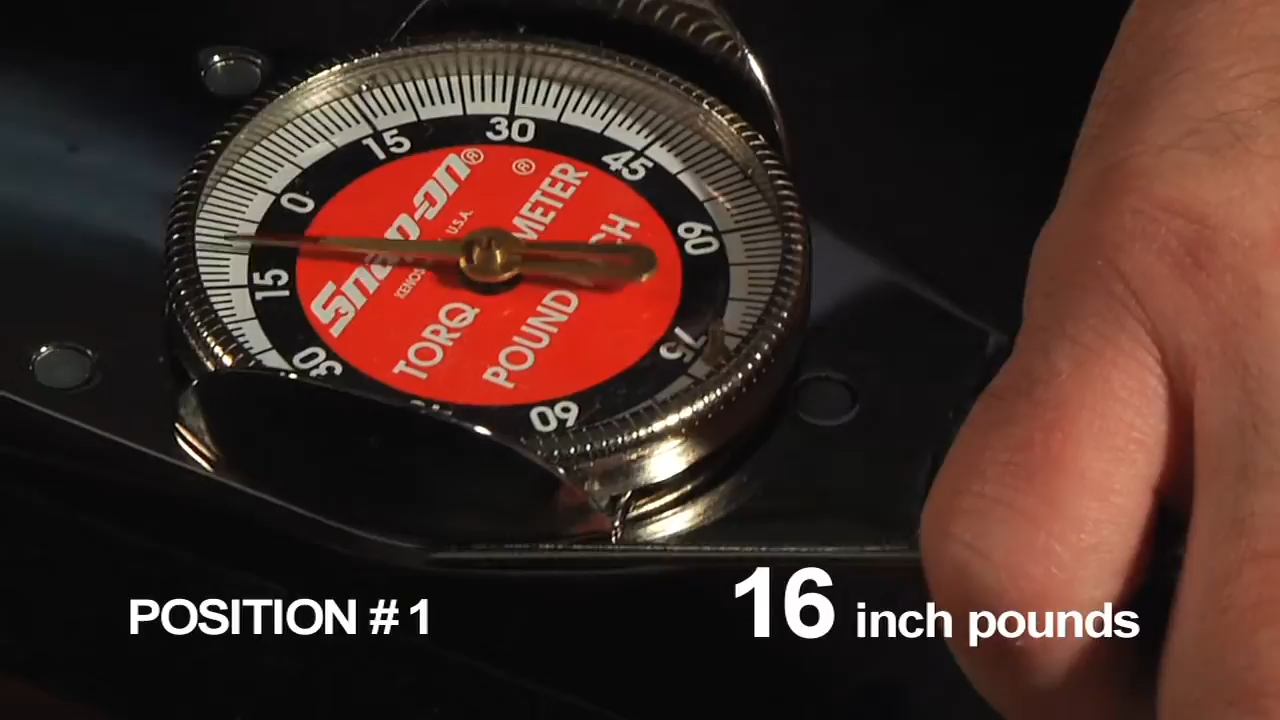 30
15
45
0
60
15
30
75
60
Snap-on®
U.S.A.
®
TORQ METER
POUND CH
POSITION # 1
16 inch pounds